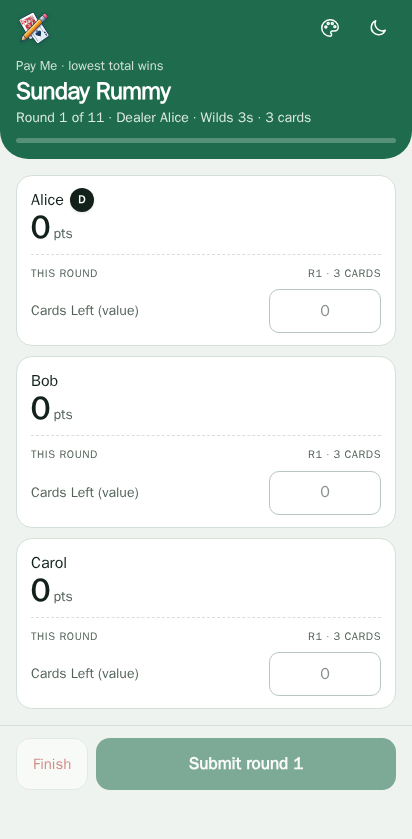 Pay Me · lowest total wins
Sunday Rummy
Round 1 of 11 · Dealer Alice · Wilds 3s · 3 cards
Alice D
0 pts
THIS ROUND R1 · 3 CARDS
Cards Left (value) 0
Bob
0 pts
THIS ROUND R1 · 3 CARDS
Cards Left (value) 0
Carol
0 pts
THIS ROUND R1 · 3 CARDS
Cards Left (value) 0
Finish Submit round 1